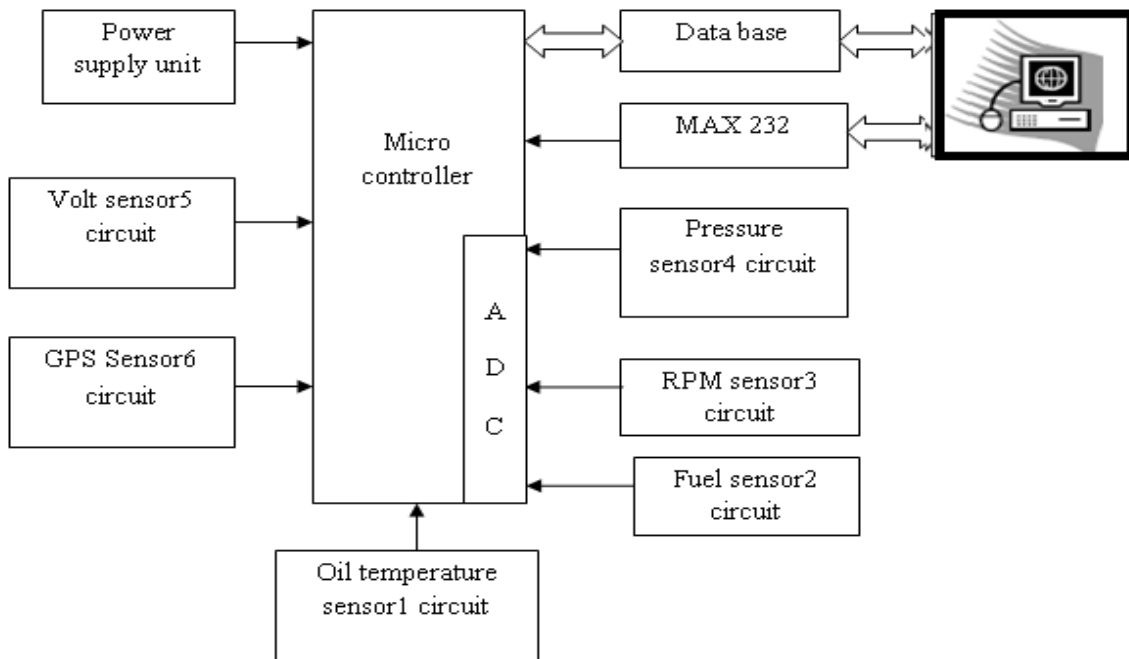 Power
supply unit
Data base
MAX 232
Micro
controller
Volt sensor5
circuit
Pressure
sensor4 circuit
A
D
C
GPS Sensor6
circuit
RPM sensor3
circuit
Fuel sensor2
circuit
Oil temperature
sensor1 circuit